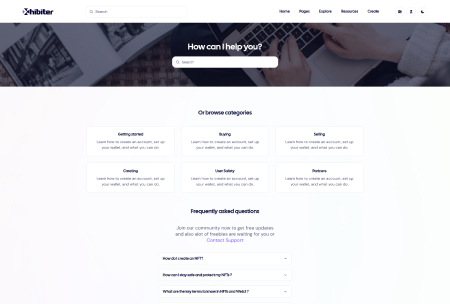 Xhibiter
Search
Home Pages Explore Resources Create
How can I help you?
Search
Or browse categories
Getting started
Learn how to create an account, set up
your wallet, and what you can do.
Buying
Learn how to create an account, set up
your wallet, and what you can do.
Selling
Learn how to create an account, set up
your wallet, and what you can do.
Creating
Learn how to create an account, set up
your wallet, and what you can do.
User Safety
Learn how to create an account, set up
your wallet, and what you can do.
Partners
Learn how to create an account, set up
your wallet, and what you can do.
Frequently asked questions
Join our community now to get free updates
and also alot of freebies are waiting for you or
Contact Support
How do I create an NFT?
How can I stay safe and protect my NFTs?
What are the key terms to know in NFTs and Web3?